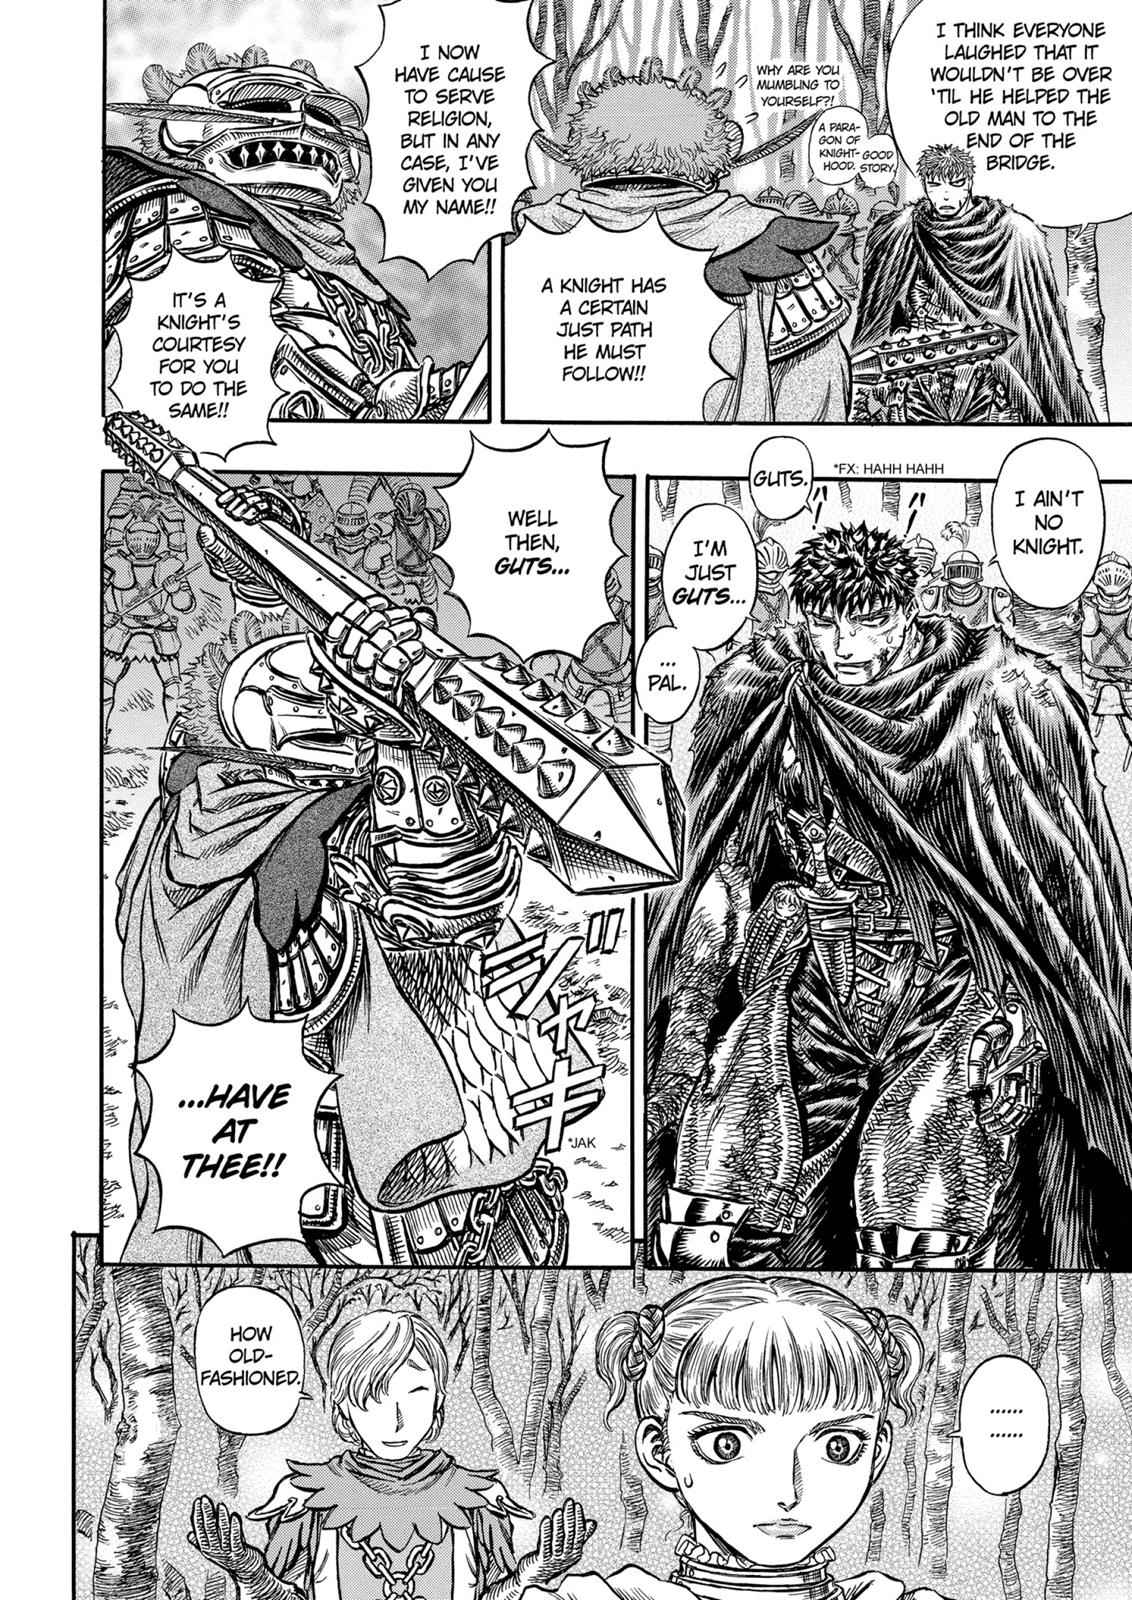 I THINK EVERYONE
LAUGHED THAT IT
WOULDN'T BE OVER
'TIL HE HELPED THE
OLD MAN TO THE
END OF THE
BRIDGE.
GOOD
STORY.
A PARA-
GON OF
KNIGHT-
HOOD.
WHY ARE YOU
MUMBLING TO
YOURSELF?!
A KNIGHT HAS
A CERTAIN
JUST PATH
HE MUST
FOLLOW!!
I NOW
HAVE CAUSE
TO SERVE
RELIGION,
BUT IN ANY
CASE, I'VE
GIVEN YOU
MY NAME!!
IT'S A
KNIGHT'S
COURTESY
FOR YOU
TO DO THE
SAME!!
I AIN'T
NO
KNIGHT.
*FX: HAHH HAHH
GUTS.
I'M
JUST
GUTS...
...
PAL.
WELL
THEN,
GUTS...
ジャキ
*JAK
...HAVE
AT
THEE!!
......
......
HOW
OLD-
FASHIONED.